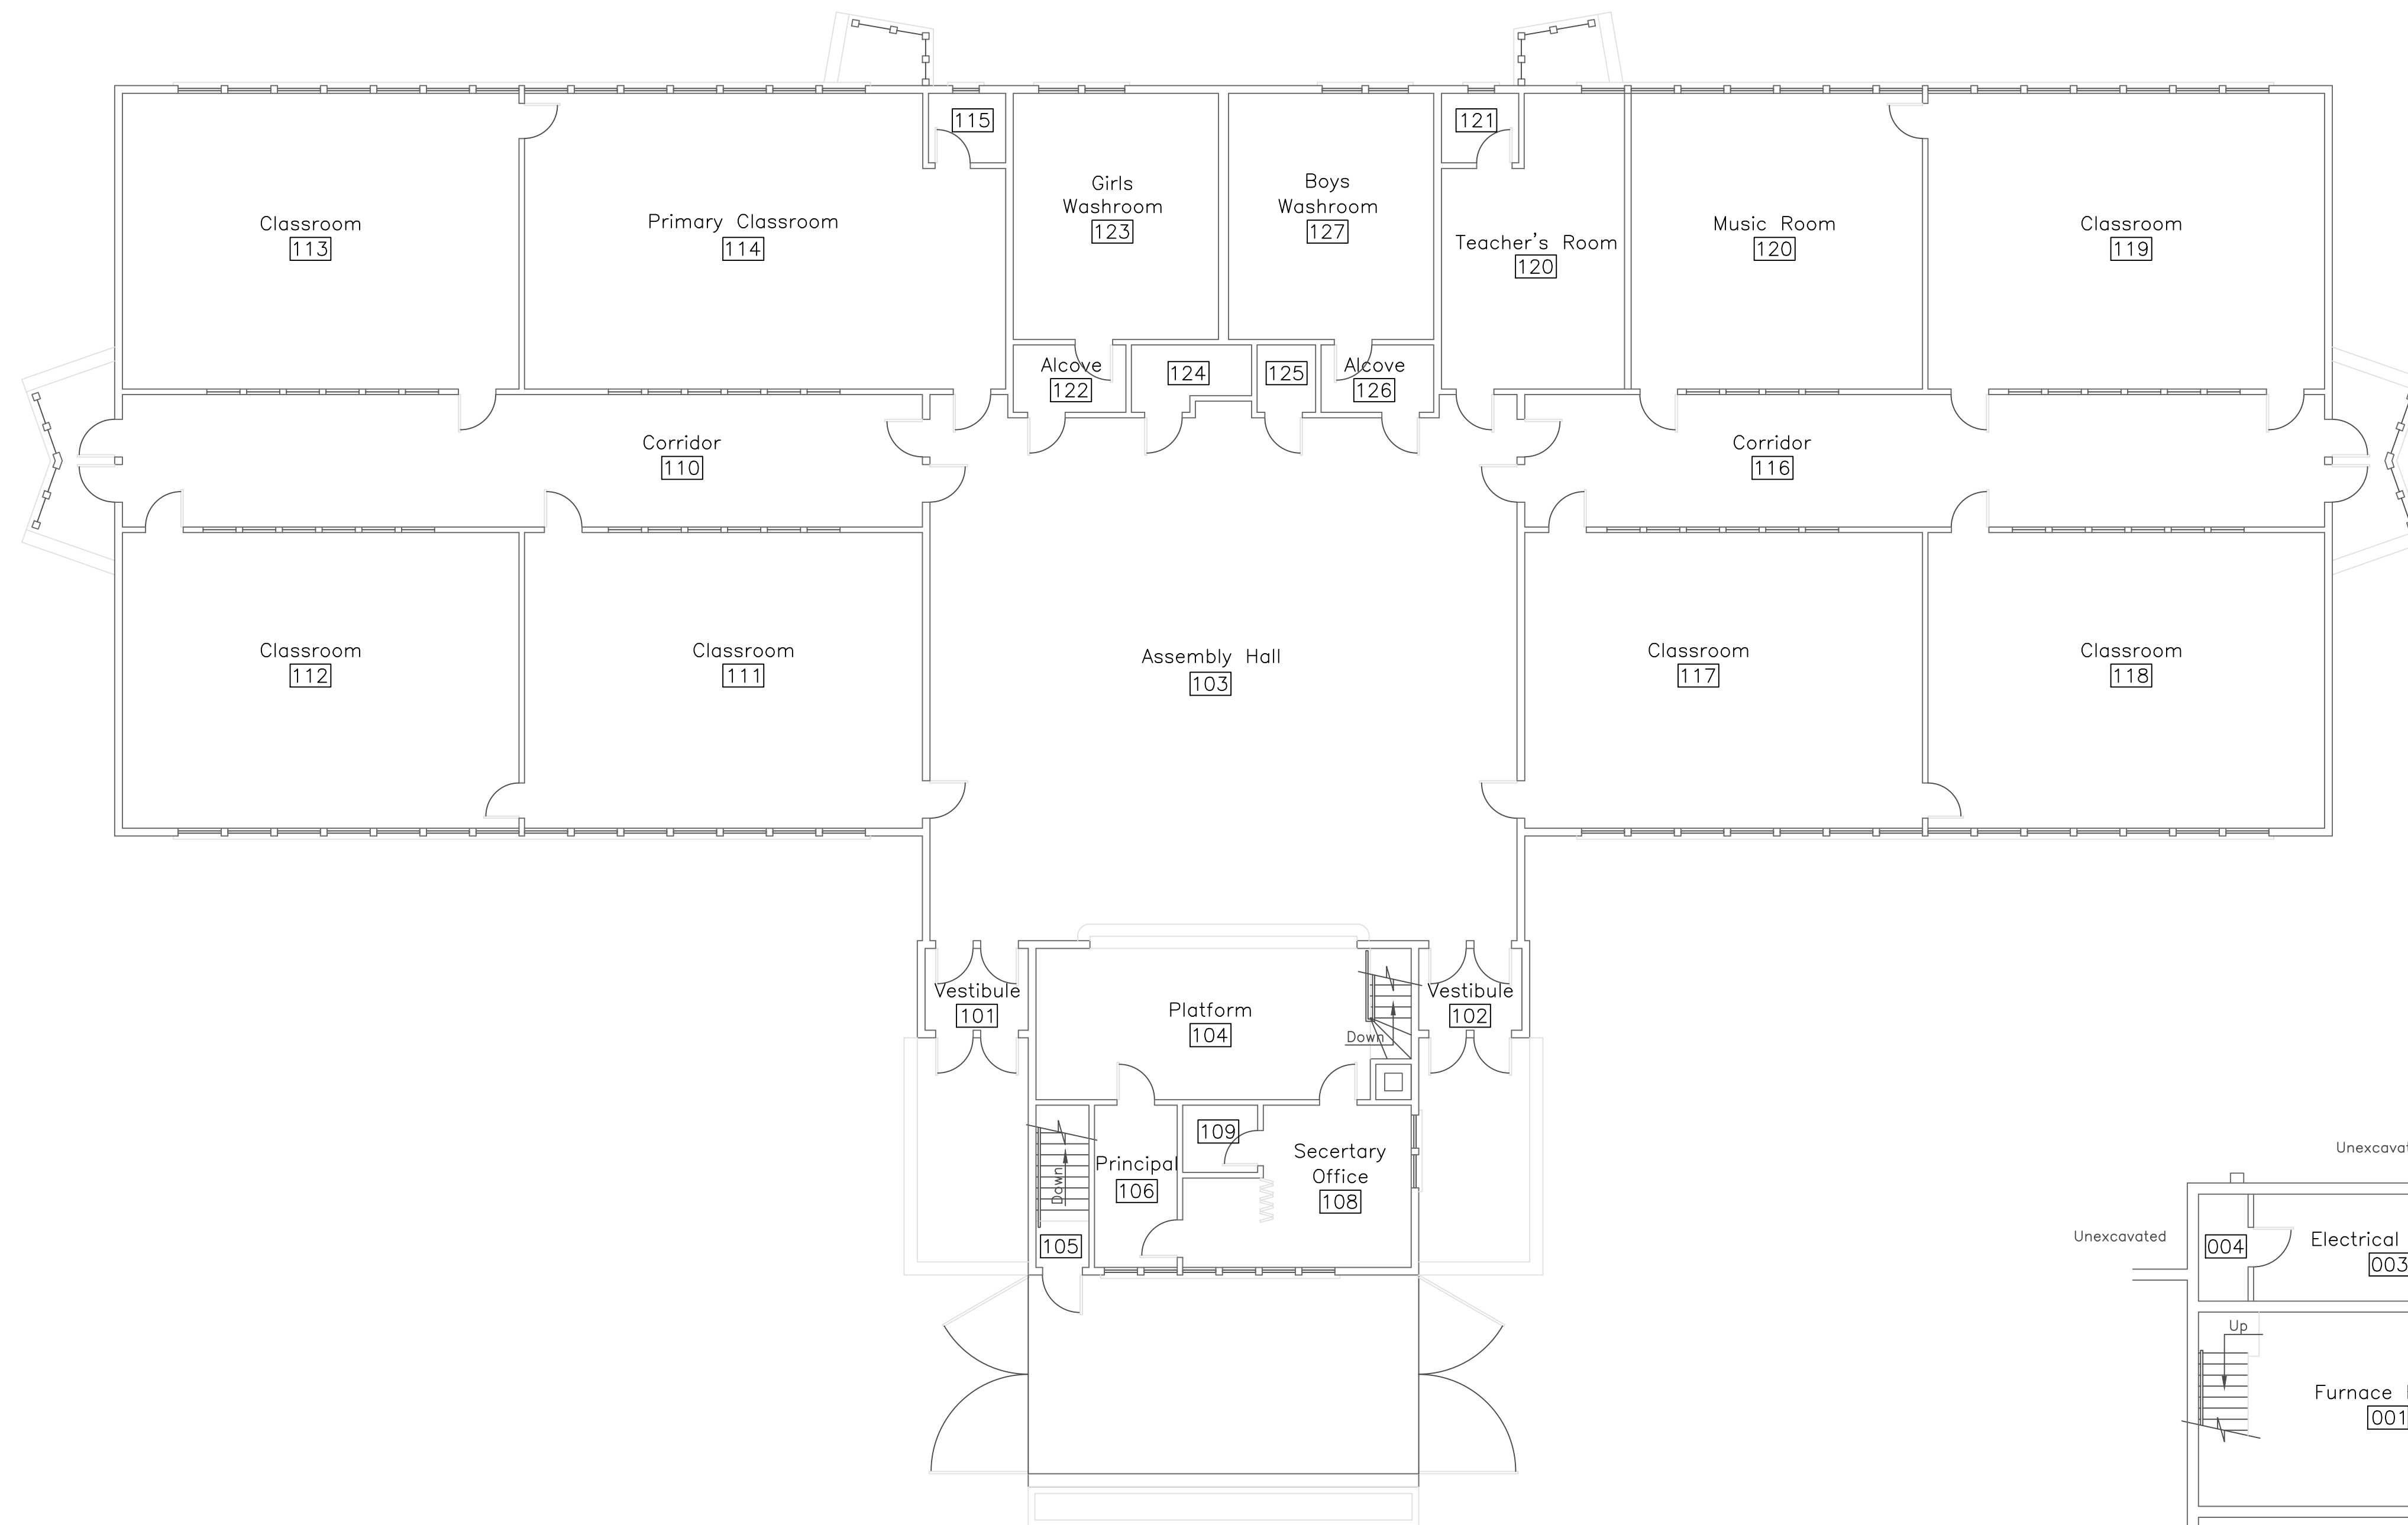 115
121
Girls
Washroom
123
Boys
Washroom
127
Classroom
113
Primary Classroom
114
Teacher's Room
120
Music Room
120
Classroom
119
Alcove
122
124
125
Alcove
126
Corridor
110
Corridor
116
Classroom
112
Classroom
111
Assembly Hall
103
Classroom
117
Classroom
118
Vestibule
101
Platform
104
Down
Vestibule
102
Down
105
Principal
106
109
Secertary
Office
108
Unexcavat
Unexcavated
004
Electrical
003
Up
Furnace
001